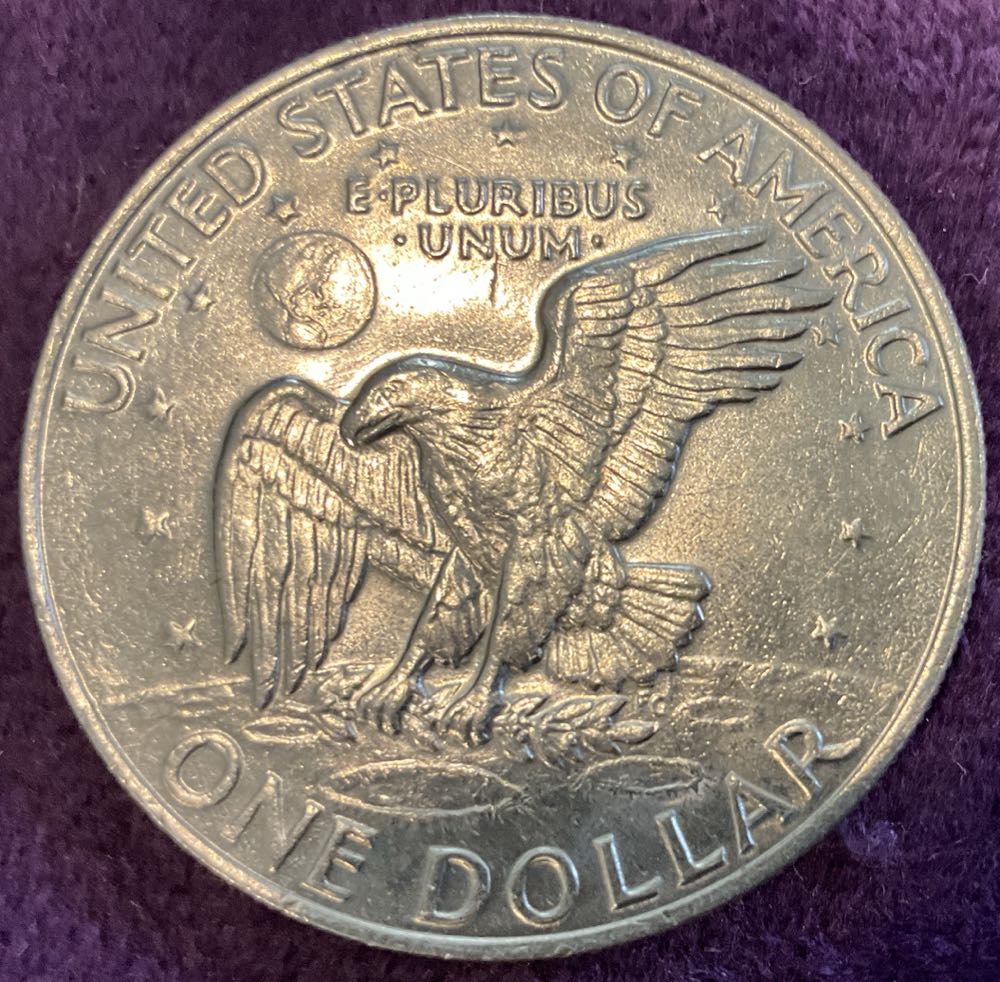 UNITED STATES OF AMERICA
E·PLURIBUS
·UNUM·
ONE DOLLAR